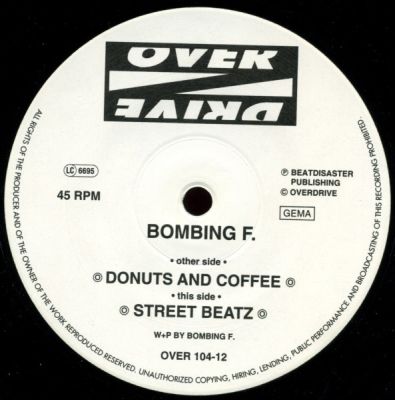 OVER
DRIVE
LC 6695
45 RPM
Ⓟ BEATDISASTER
PUBLISHING
© OVERDRIVE
GEMA
BOMBING F.
• other side •
DONUTS AND COFFEE
• this side •
STREET BEATZ
W+P BY BOMBING F.
OVER 104-12
ALL RIGHTS OF THE PRODUCER AND OF THE OWNER OF THE WORK REPRODUCED RESERVED. UNAUTHORIZED COPYING, HIRING, LENDING, PUBLIC PERFORMANCE AND BROADCASTING OF THIS RECORDING PROHIBITED.